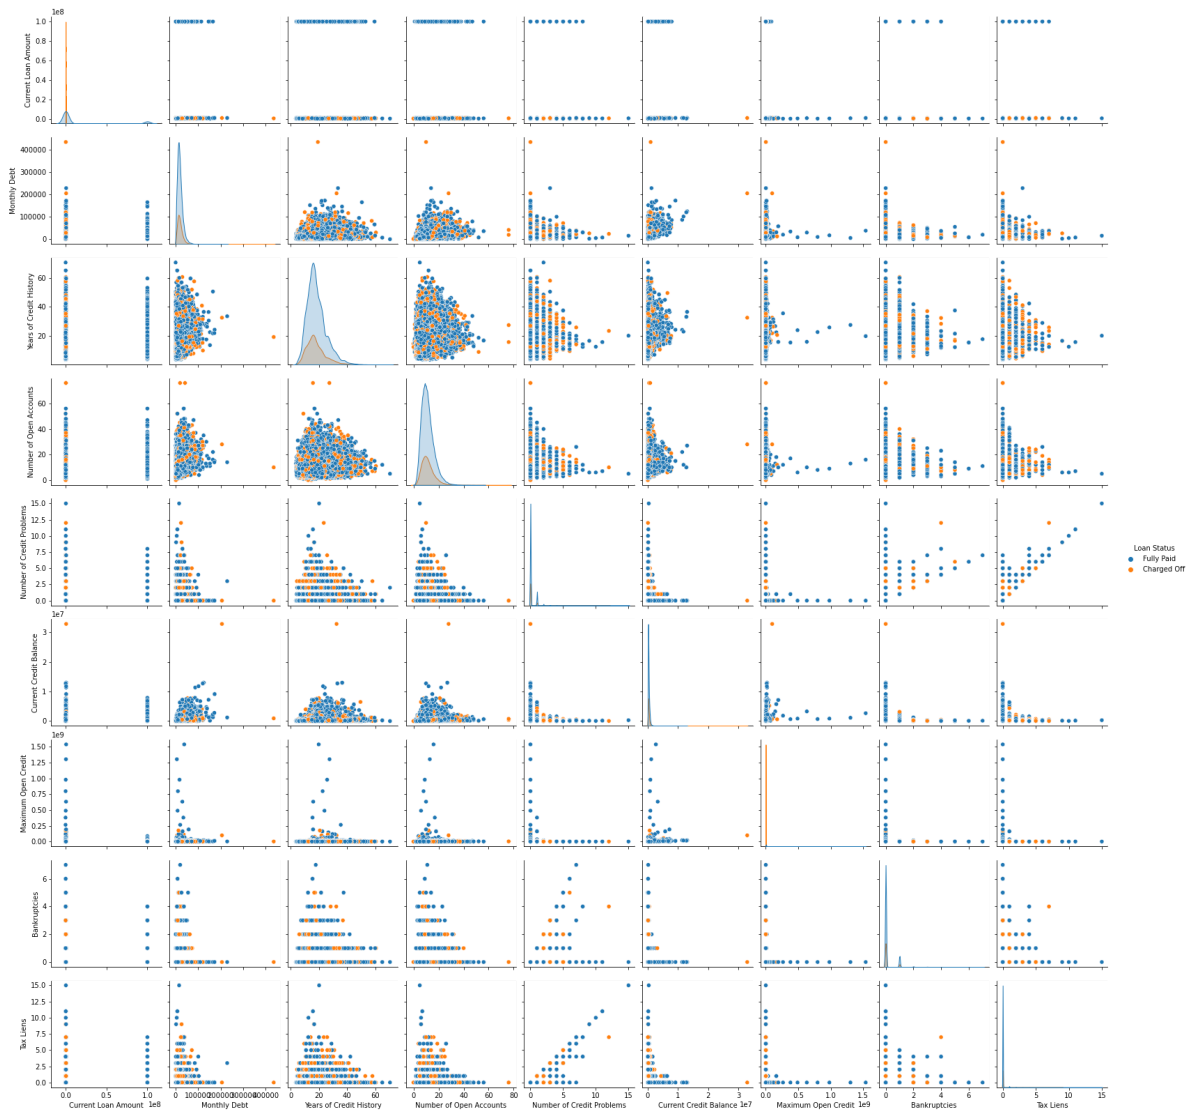 1e8
1.0
0.8
0.6
0.4
0.2
0.0
Current Loan Amount
400000
300000
200000
100000
0
Monthly Debt
60
40
20
Years of Credit History
60
40
20
0
Number of Open Accounts
15.0
12.5
10.0
7.5
5.0
2.5
0.0
Number of Credit Problems
Loan Status
Fully Paid
Charged Off
1e7
3
2
1
0
Current Credit Balance
1e9
1.50
1.25
1.00
0.75
0.50
0.25
0.00
Maximum Open Credit
6
4
2
0
Bankruptcies
15.0
12.5
10.0
7.5
5.0
2.5
0.0
Tax Liens
0.0 0.2 0.4 0.6 0.8 1.0 0 100000 200000 300000 400000 20 40 60 0 20 40 60 80 0 5 10 15 0 1 2 3 0.0 0.5 1.0 1.5 0 2 4 6 0 5 10 15
Current Loan Amount 1e8 Monthly Debt Years of Credit History Number of Open Accounts Number of Credit Problems Current Credit Balance 1e7 Maximum Open Credit 1e9 Bankruptcies Tax Liens